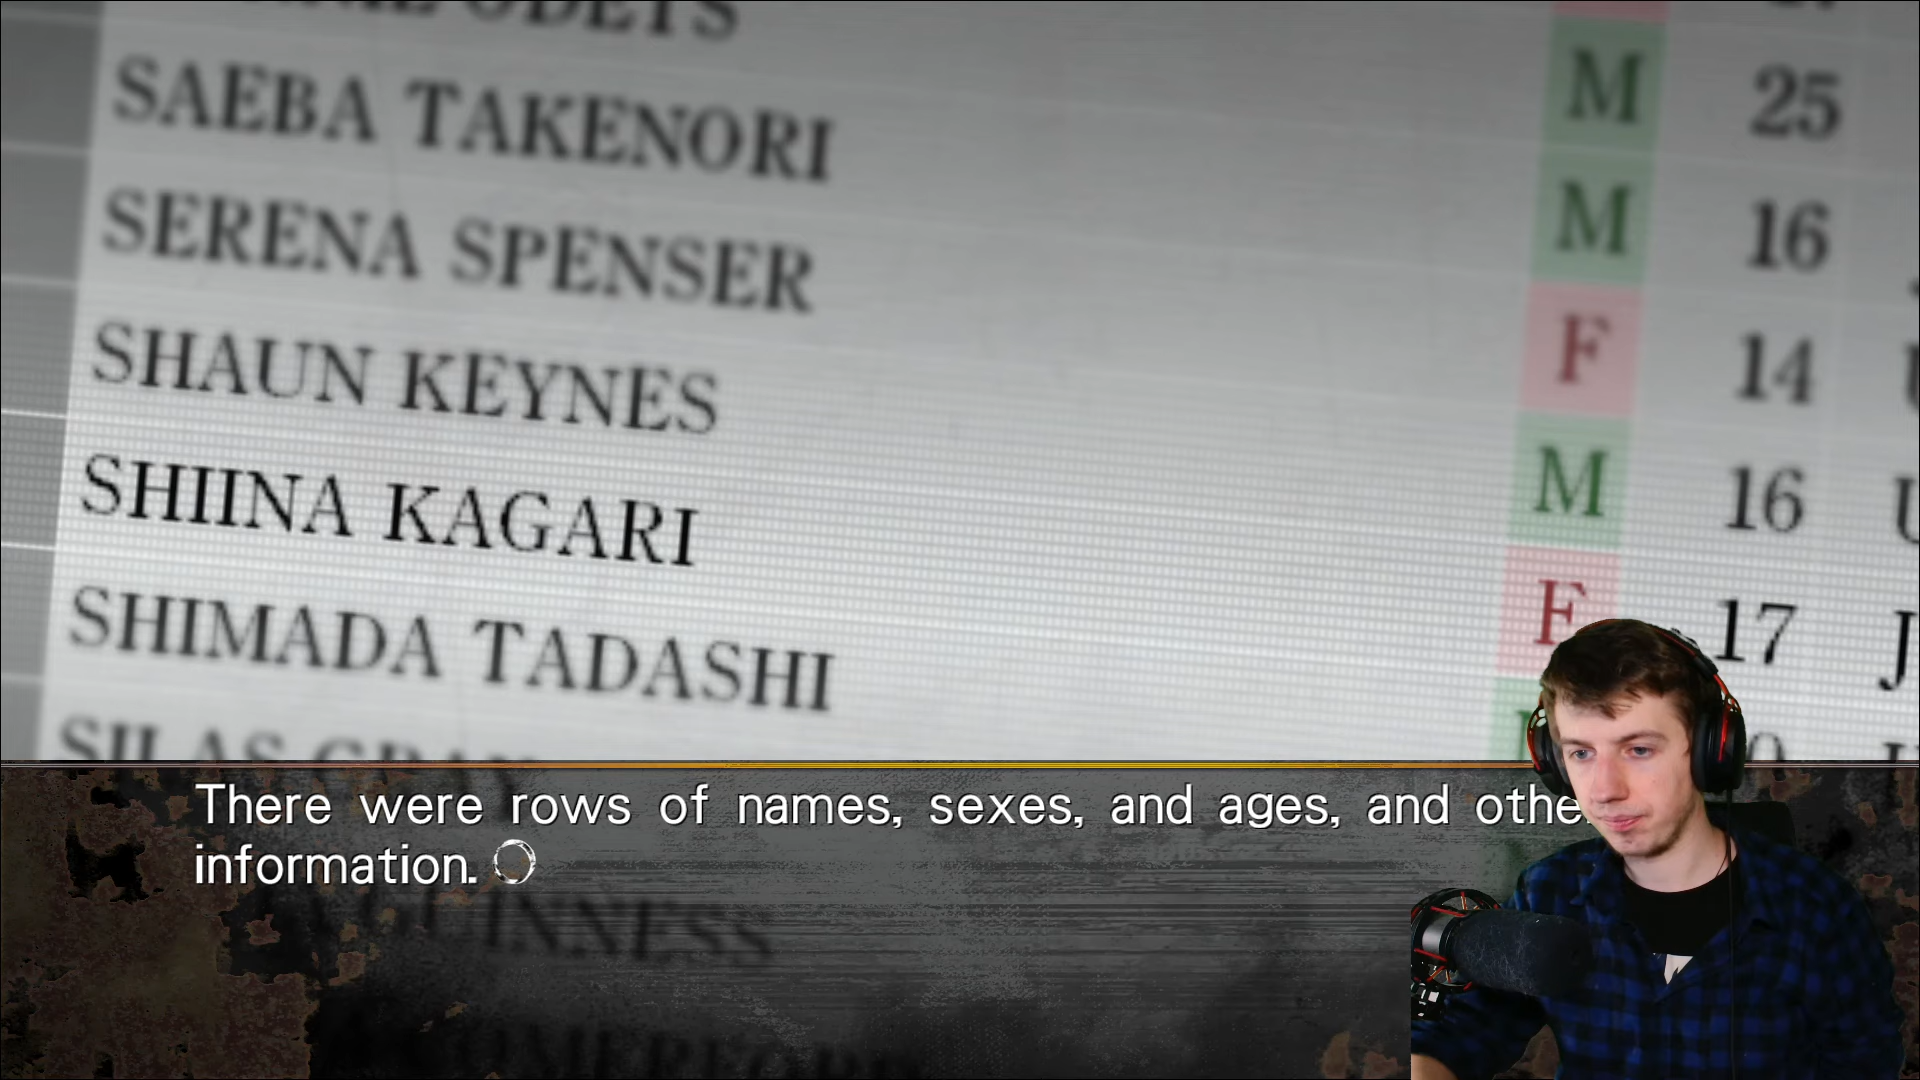 M 25
SAEBA TAKENORI M 16
SERENA SPENSER F 14
SHAUN KEYNES M 16
SHIINA KAGARI F 17
SHIMADA TADASHI
There were rows of names, sexes, and ages, and othe
information.